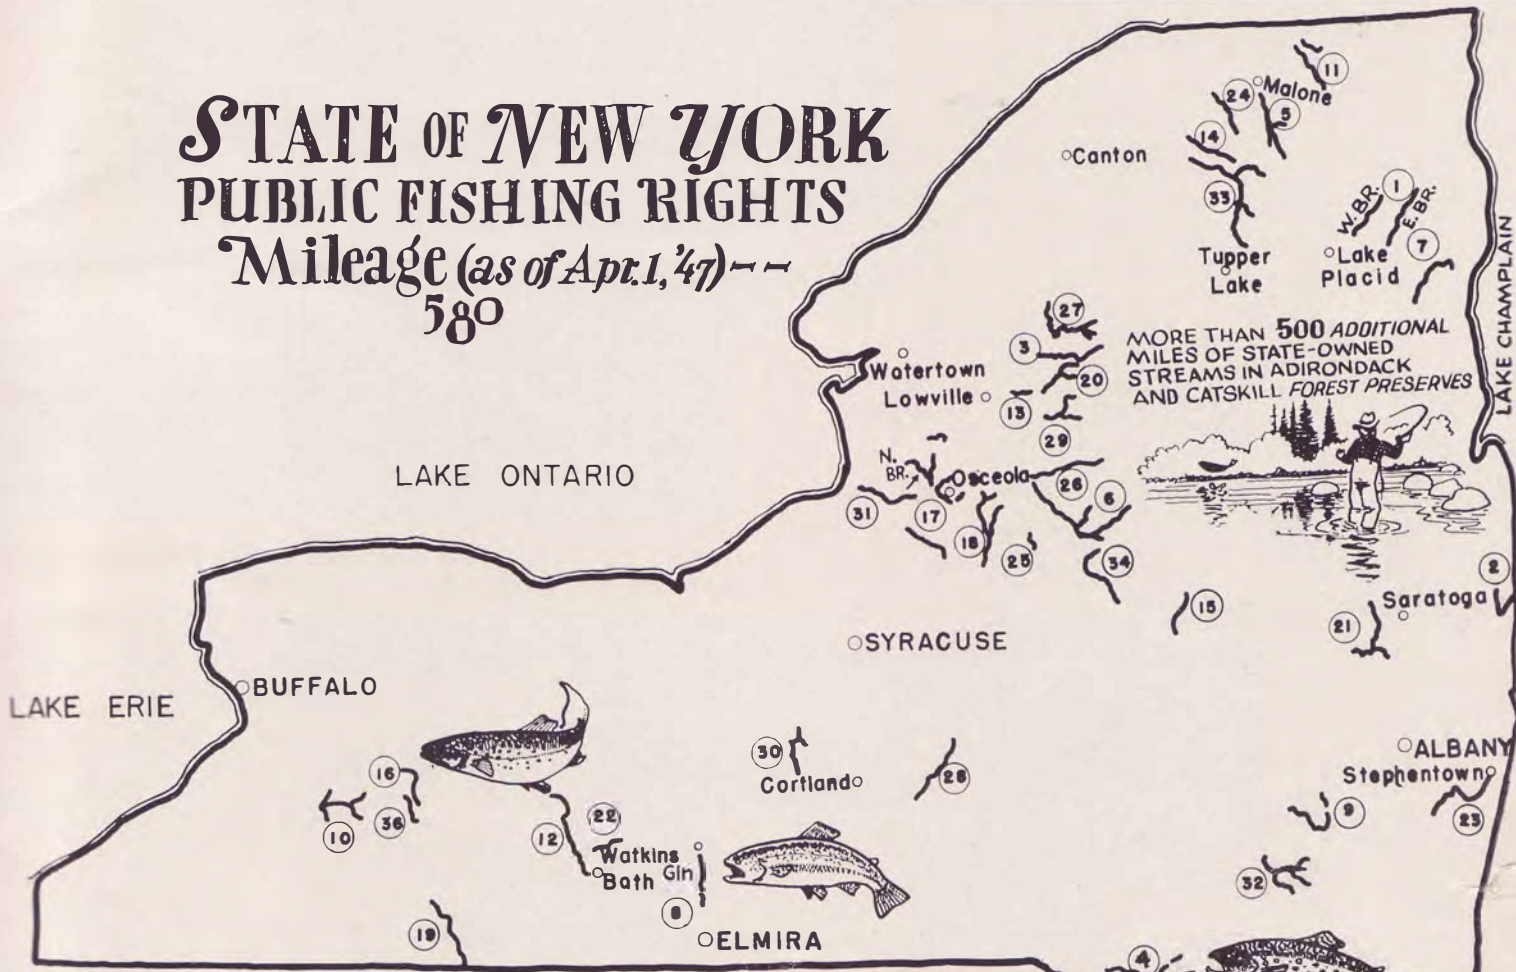 STATE OF NEW YORK
PUBLIC FISHING RIGHTS
Mileage (as of Apr. 1, '47)--
580
11
Malone
24
5
14
Canton
33
1
W. BR.
E. BR.
7
Tupper
Lake
Lake
Placid
LAKE CHAMPLAIN
27
3
MORE THAN 500 ADDITIONAL
MILES OF STATE-OWNED
STREAMS IN ADIRONDACK
AND CATSKILL FOREST PRESERVES
Watertown
Lowville
20
13
29
N.
BR.
Osceola
26
6
31
17
18
25
34
LAKE ONTARIO
2
Saratoga
15
21
SYRACUSE
BUFFALO
LAKE ERIE
ALBANY
Stephentown
30
Cortland
28
16
10
36
9
23
22
12
Watkins
Gln
Bath
8
32
19
ELMIRA
4